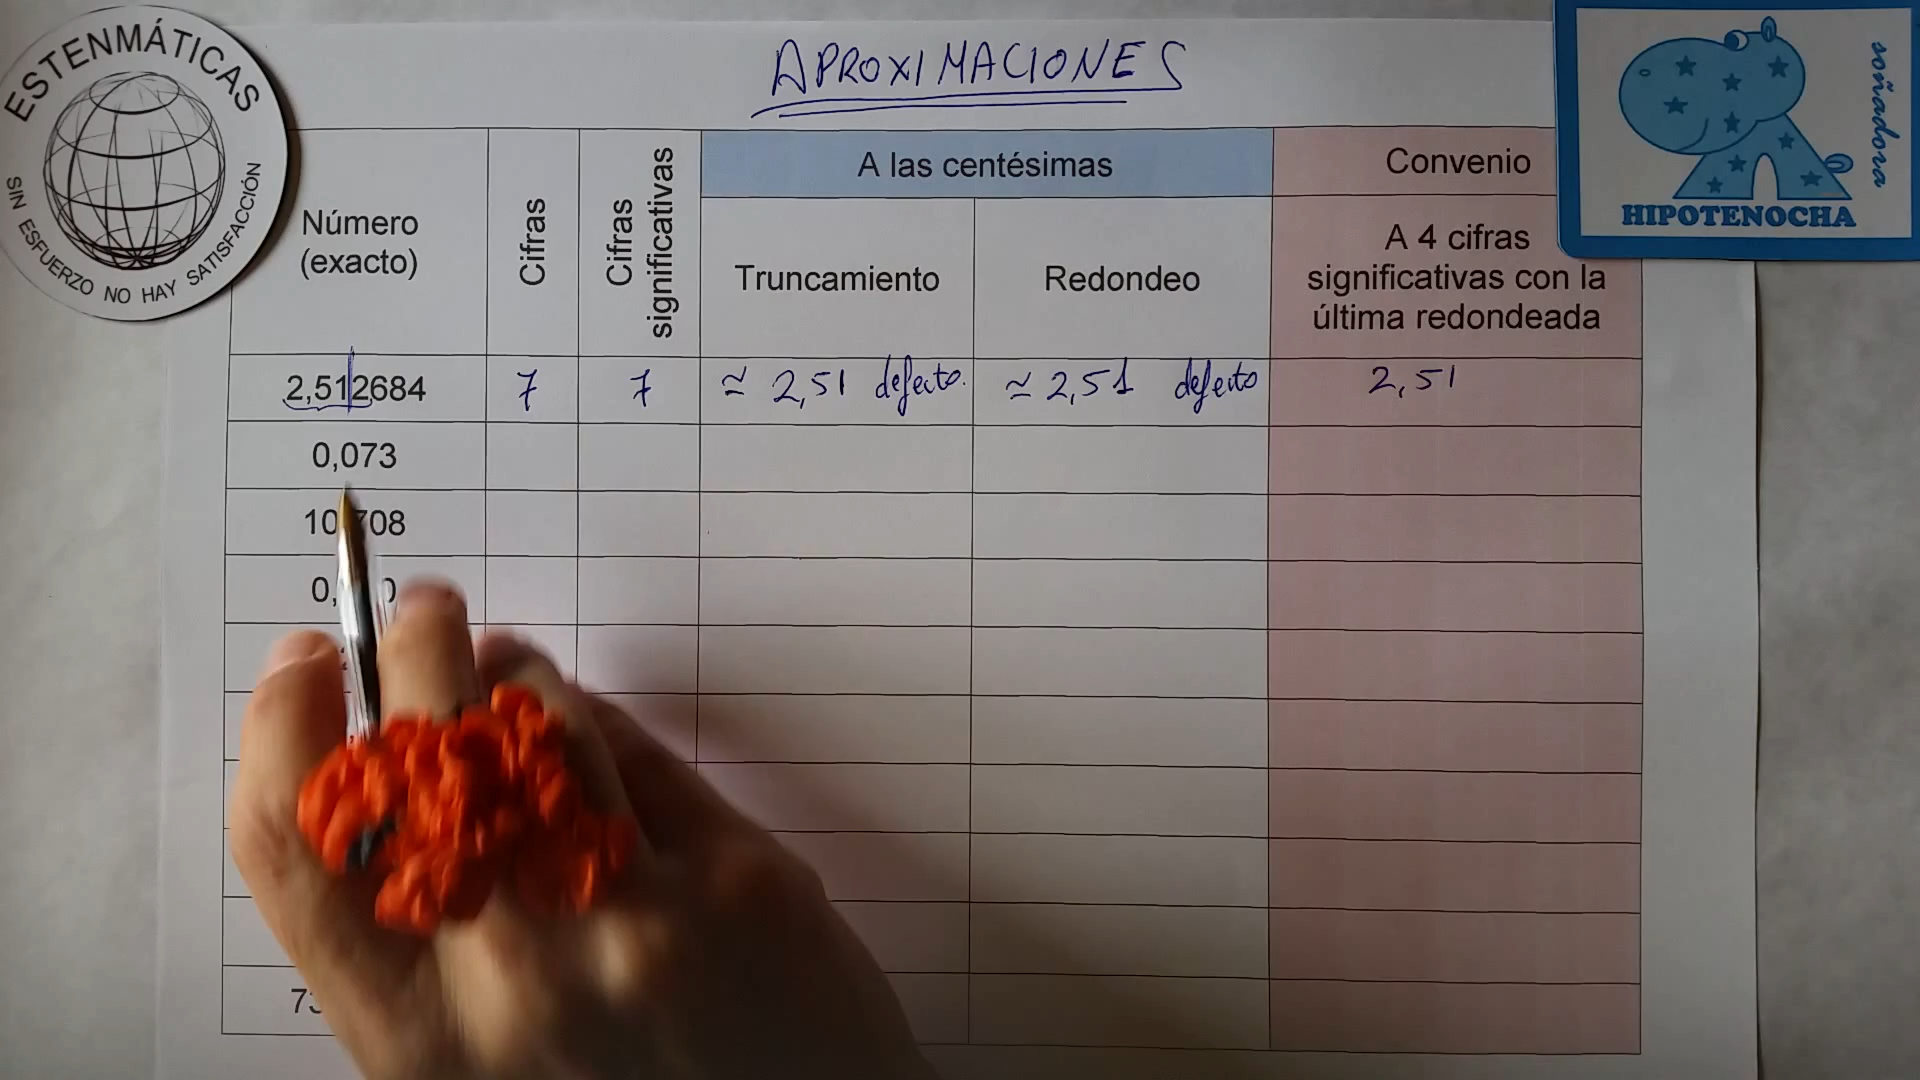 ESTENMÁTICAS
SIN ESFUERZO NO HAY SATISFACCIÓN
APROXIMACIONES
soñadora
HIPOTENOCHA
Número
(exacto)
Cifras
Cifras
significativas
A las centésimas
Convenio
Truncamiento
Redondeo
A 4 cifras
significativas con la
última redondeada
2,512684
7
7
≃ 2,51 defecto.
≃ 2,51 defecto
2,51
0,073